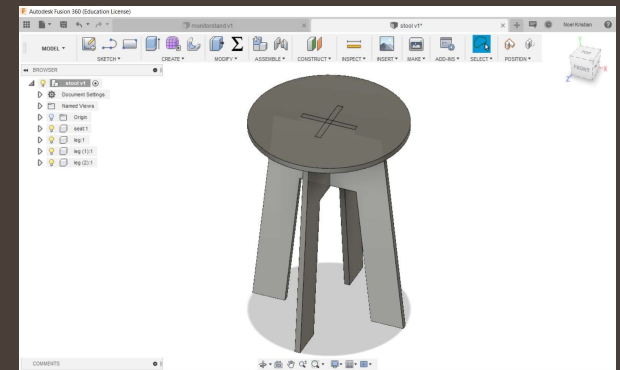 Autodesk Fusion 360 (Education License)
monitorstand v1 × stool v1* × Noel Kristian
MODEL ▾
SKETCH ▾ CREATE ▾ MODIFY ▾ ASSEMBLE ▾ CONSTRUCT ▾ INSPECT ▾ INSERT ▾ MAKE ▾ ADD-INS ▾ SELECT ▾ POSITION ▾
TOP
FRONT
Z X
BROWSER
stool v1
Document Settings
Named Views
Origin
seat:1
leg:1
leg (1):1
leg (2):1
COMMENTS